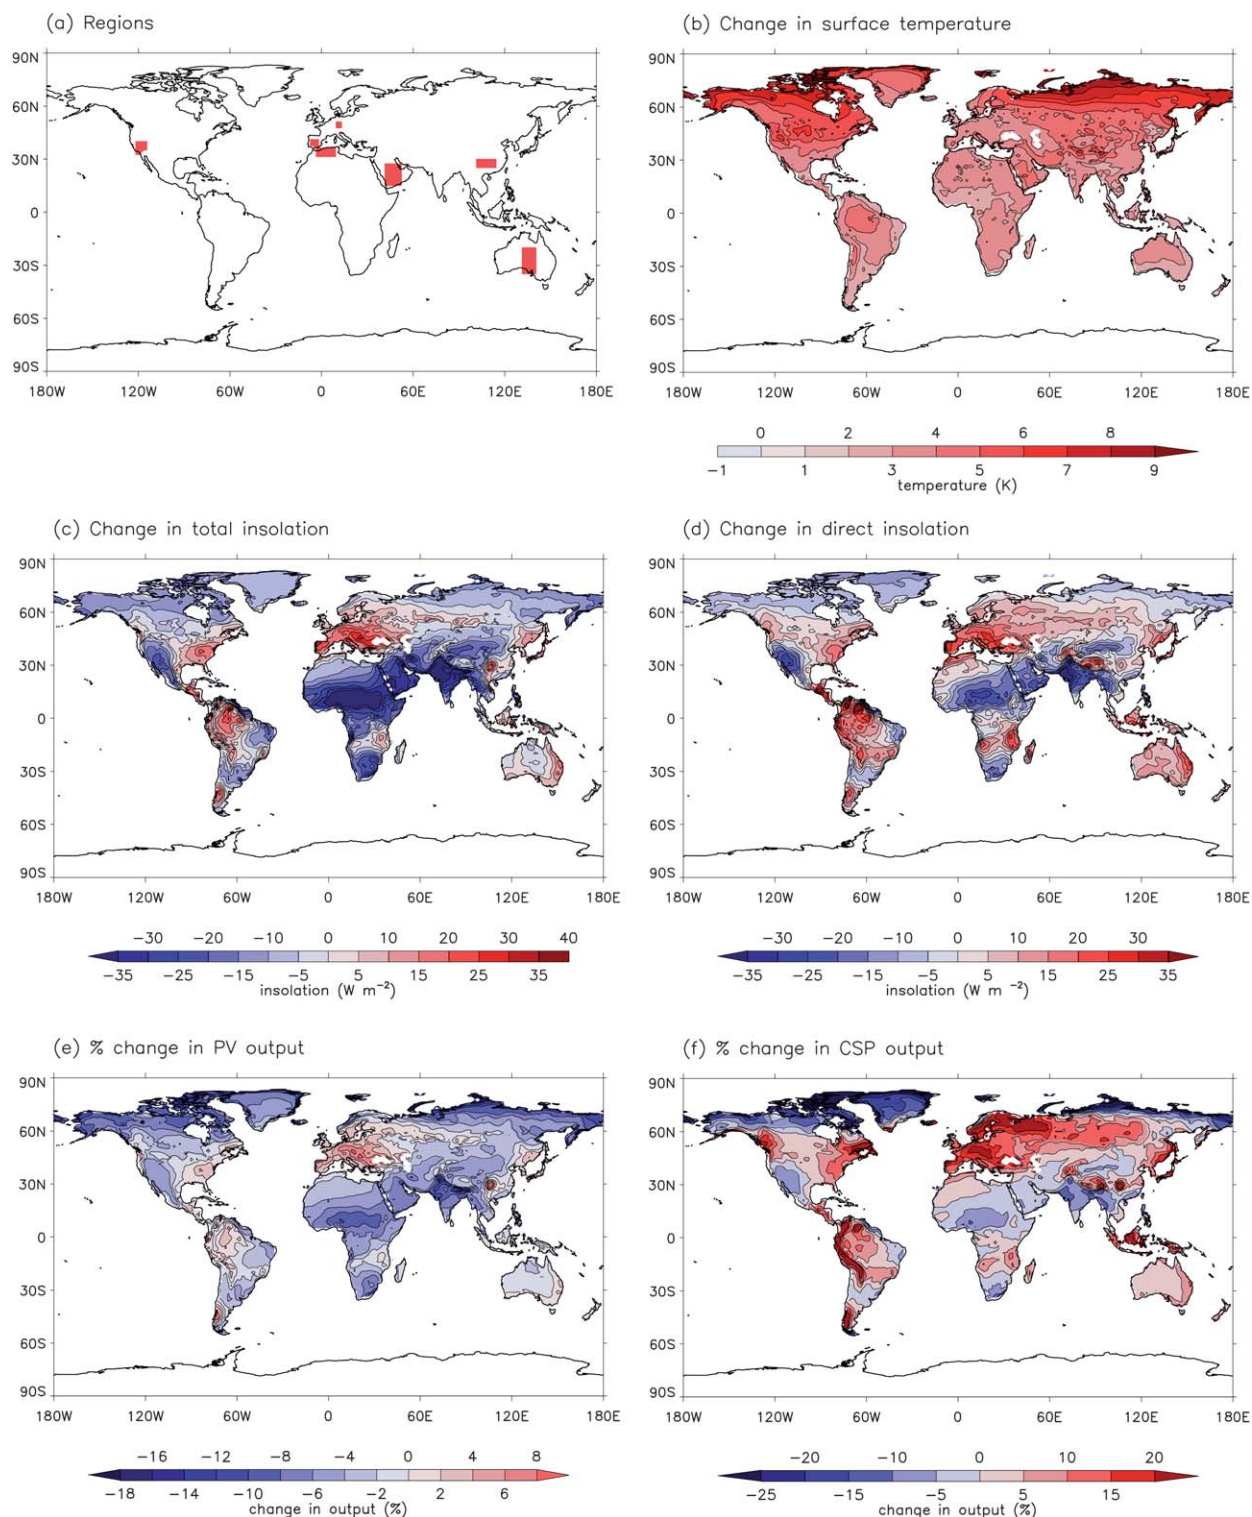 (a) Regions
90N
60N
30N
0
30S
60S
90S
180W 120W 60W 0 60E 120E 180E
(b) Change in surface temperature
90N
60N
30N
0
30S
60S
90S
180W 120W 60W 0 60E 120E 180E
0 2 4 6 8
-1 1 3 5 7 9
temperature (K)
(c) Change in total insolation
90N
60N
30N
0
30S
60S
90S
180W 120W 60W 0 60E 120E 180E
-30 -20 -10 0 10 20 30 40
-35 -25 -15 -5 5 15 25 35
insolation (W m⁻²)
(d) Change in direct insolation
90N
60N
30N
0
30S
60S
90S
180W 120W 60W 0 60E 120E 180E
-30 -20 -10 0 10 20 30
-35 -25 -15 -5 5 15 25 35
insolation (W m⁻²)
(e) % change in PV output
90N
60N
30N
0
30S
60S
90S
180W 120W 60W 0 60E 120E 180E
-16 -12 -8 -4 0 4 8
-18 -14 -10 -6 -2 2 6
change in output (%)
(f) % change in CSP output
90N
60N
30N
0
30S
60S
90S
180W 120W 60W 0 60E 120E 180E
-20 -10 0 10 20
-25 -15 -5 5 15
change in output (%)